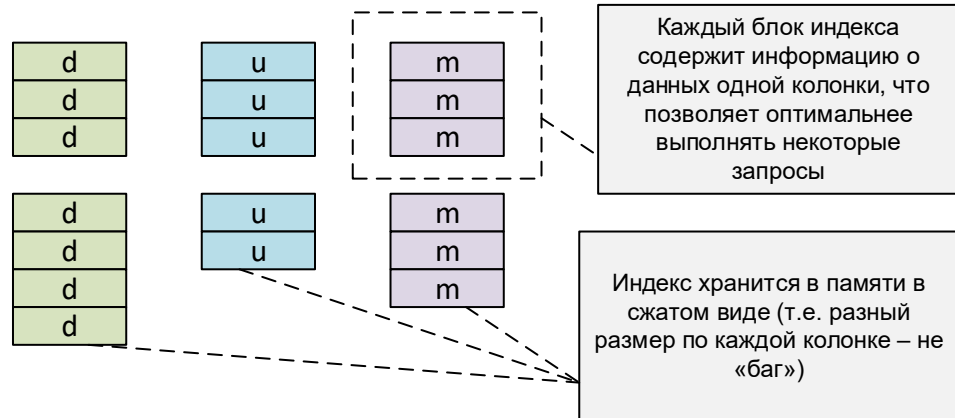 d
d
d
u
u
u
m
m
m
Каждый блок индекса
содержит информацию о
данных одной колонки, что
позволяет оптимальнее
выполнять некоторые
запросы
d
d
d
d
u
u
m
m
m
Индекс хранится в памяти в
сжатом виде (т.е. разный
размер по каждой колонке – не
«баг»)